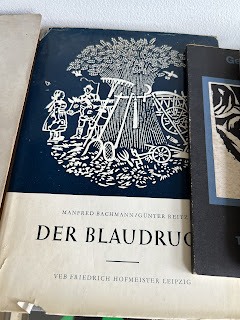 MANFRED BACHMANN/GÜNTER REITZ
DER BLAUDRUC
VEB FRIEDRICH HOFMEISTER LEIPZIG